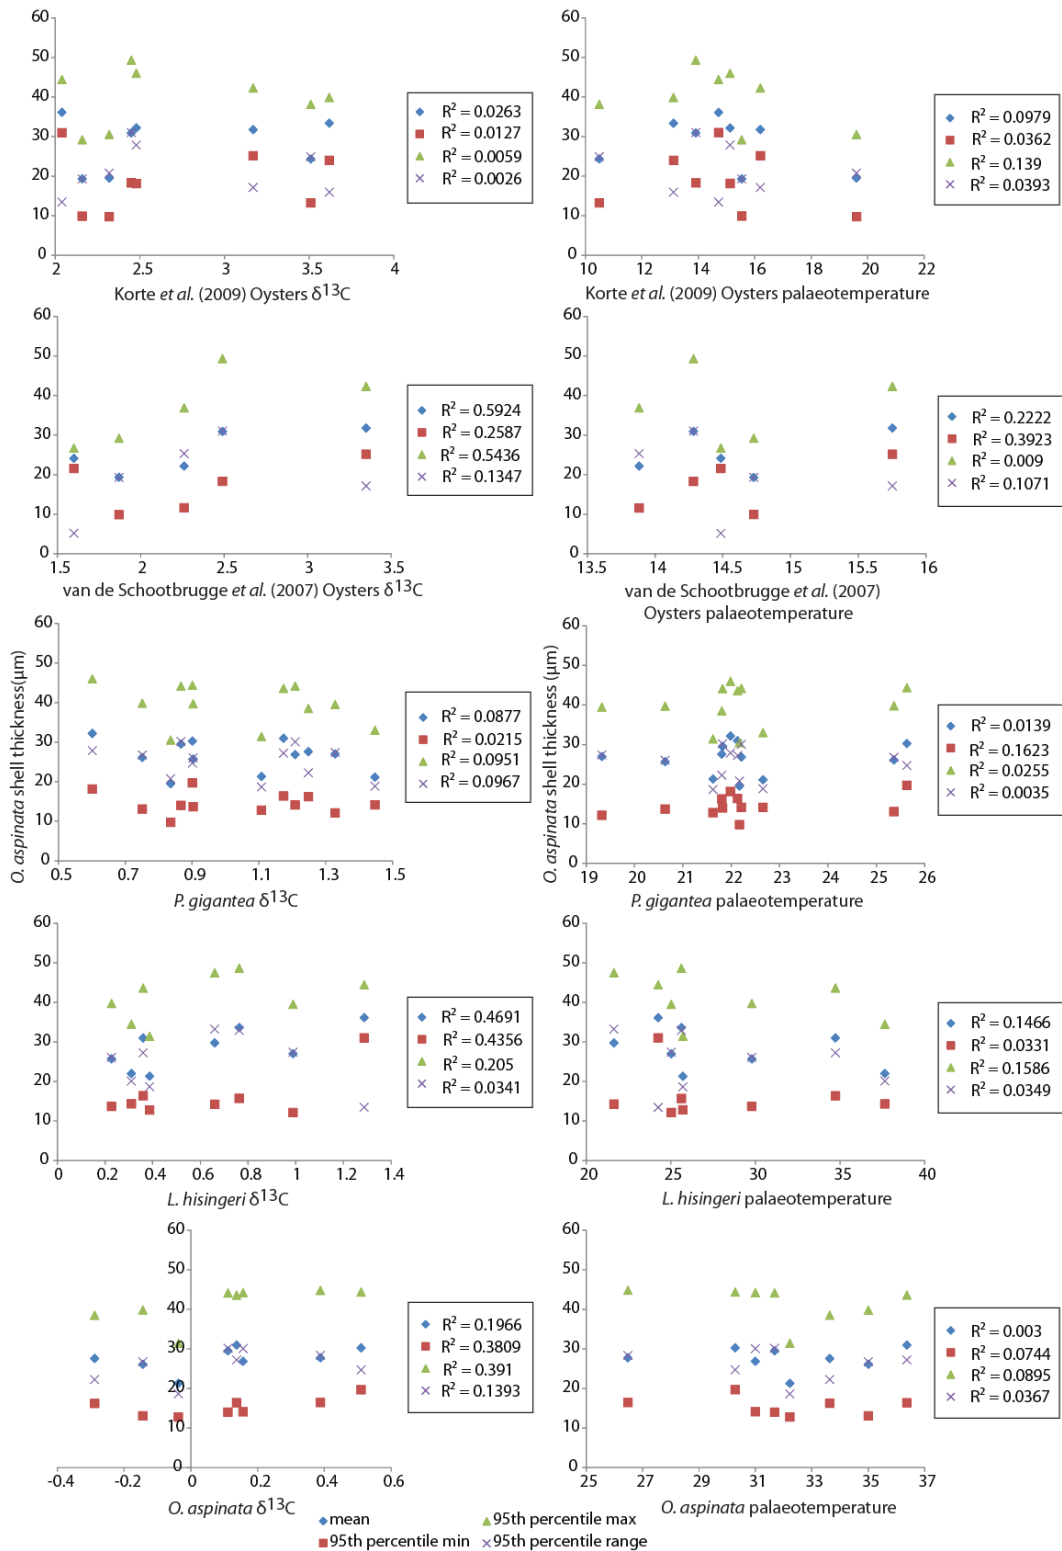 60
50
40
30
20
10
0
2 2.5 3 3.5 4
Korte et al. (2009) Oysters δ13C
R² = 0.0263
R² = 0.0127
R² = 0.0059
R² = 0.0026
60
50
40
30
20
10
0
10 12 14 16 18 20 22
Korte et al. (2009) Oysters palaeotemperature
R² = 0.0979
R² = 0.0362
R² = 0.139
R² = 0.0393
60
50
40
30
20
10
0
1.5 2 2.5 3 3.5
van de Schootbrugge et al. (2007) Oysters δ13C
R² = 0.5924
R² = 0.2587
R² = 0.5436
R² = 0.1347
60
50
40
30
20
10
0
13.5 14 14.5 15 15.5 16
van de Schootbrugge et al. (2007)
Oysters palaeotemperature
R² = 0.2222
R² = 0.3923
R² = 0.009
R² = 0.1071
O. aspinata shell thickness(µm)
60
50
40
30
20
10
0
0.5 0.7 0.9 1.1 1.3 1.5
P. gigantea δ13C
R² = 0.0877
R² = 0.0215
R² = 0.0951
R² = 0.0967
O. aspinata shell thickness (µm)
60
50
40
30
20
10
0
19 20 21 22 23 24 25 26
P. gigantea palaeotemperature
R² = 0.0139
R² = 0.1623
R² = 0.0255
R² = 0.0035
60
50
40
30
20
10
0
0 0.2 0.4 0.6 0.8 1 1.2 1.4
L. hisingeri δ13C
R² = 0.4691
R² = 0.4356
R² = 0.205
R² = 0.0341
60
50
40
30
20
10
0
20 25 30 35 40
L. hisingeri palaeotemperature
R² = 0.1466
R² = 0.0331
R² = 0.1586
R² = 0.0349
60
50
40
30
20
10
0
-0.4 -0.2 0 0.2 0.4 0.6
O. aspinata δ13C
R² = 0.1966
R² = 0.3809
R² = 0.391
R² = 0.1393
60
50
40
30
20
10
0
25 27 29 31 33 35 37
O. aspinata palaeotemperature
R² = 0.003
R² = 0.0744
R² = 0.0895
R² = 0.0367
mean 95th percentile max
95th percentile min 95th percentile range